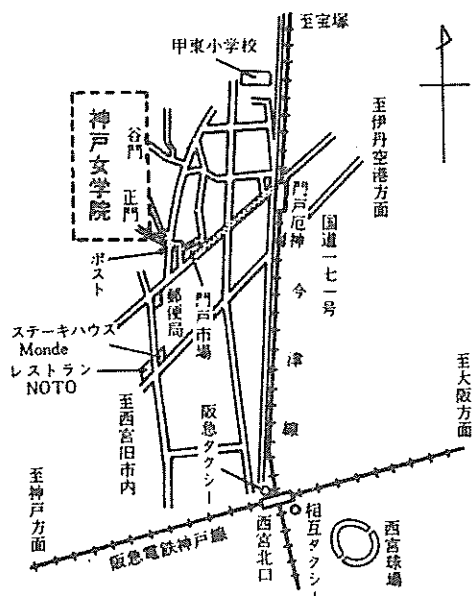 至宝塚
甲東小学校
神戸女学院
谷門
正門
ポスト
至伊丹空港方面
門戸厄神
国道一七一号
今津線
郵便局
門戸市場
ステーキハウス
Monde
レストラン
NOTO
至西宮旧市内
阪急タクシー
至大阪方面
至神戸方面
阪急電鉄神戸線
西宮北口
相互タクシー
西宮球場